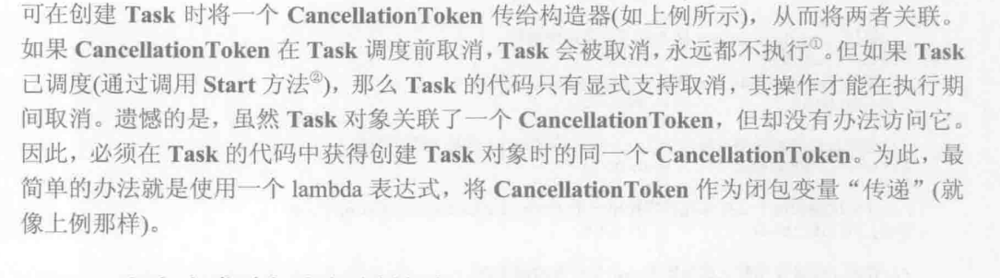 可在创建 Task 时将一个 CancellationToken 传给构造器(如上例所示)，从而将两者关联。
如果 CancellationToken 在 Task 调度前取消，Task 会被取消，永远都不执行①。但如果 Task
已调度(通过调用 Start 方法②)，那么 Task 的代码只有显式支持取消，其操作才能在执行期
间取消。遗憾的是，虽然 Task 对象关联了一个 CancellationToken，但却没有办法访问它。
因此，必须在 Task 的代码中获得创建 Task 对象时的同一个 CancellationToken。为此，最
简单的办法就是使用一个 lambda 表达式，将 CancellationToken 作为闭包变量“传递”(就
像上例那样)。